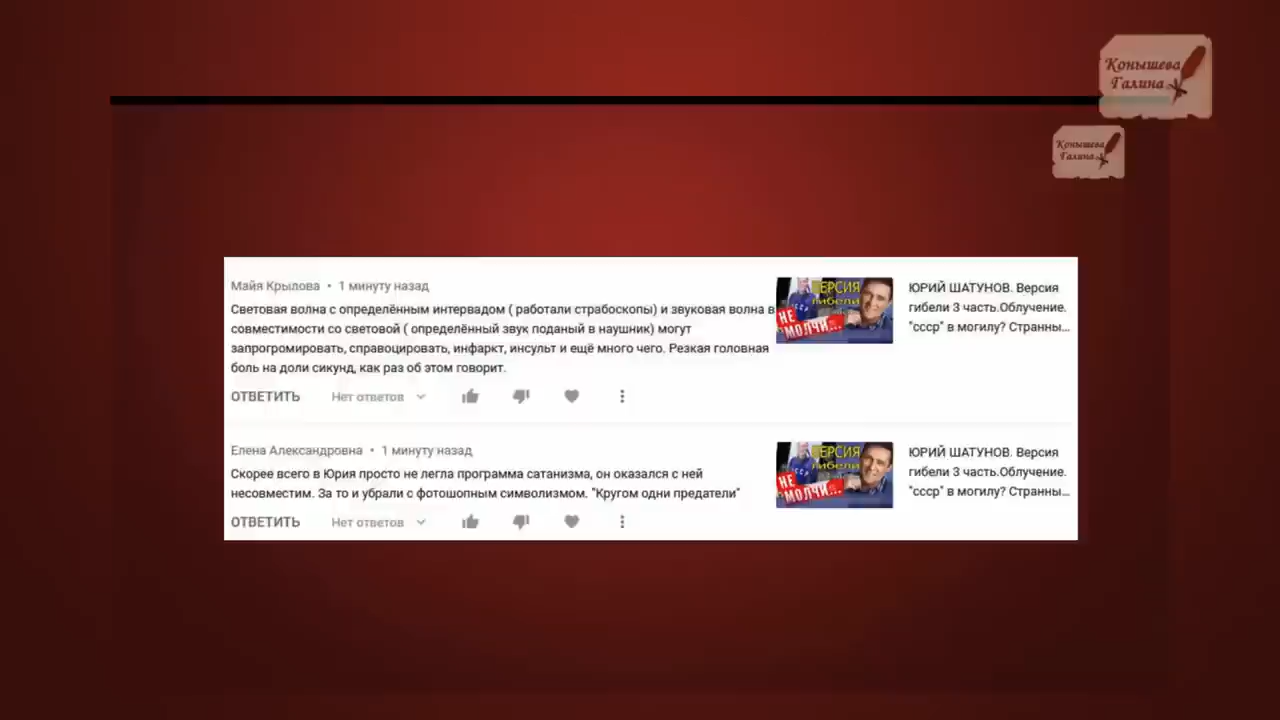 Конышева
Галина
Конышева
Галина
Майя Крылова • 1 минуту назад
Световая волна с определённым интервадом ( работали страбоскопы) и звуковая волна в
совместимости со световой ( определённый звук поданый в наушник) могут
запрогромировать, справоцировать, инфаркт, инсульт и ещё много чего. Резкая головная
боль на доли сикунд, как раз об этом говорит.
ОТВЕТИТЬ Нет ответов
ВЕРСИЯ
гибели
СССР
НЕ
МОЛЧИ...
ЮРИЙ ШАТУНОВ. Версия
гибели 3 часть.Облучение.
"ссср" в могилу? Странны...
Елена Александровна • 1 минуту назад
Скорее всего в Юрия просто не легла программа сатанизма, он оказался с ней
несовместим. За то и убрали с фотошопным символизмом. "Кругом одни предатели"
ОТВЕТИТЬ Нет ответов
ВЕРСИЯ
гибели
СССР
НЕ
МОЛЧИ...
ЮРИЙ ШАТУНОВ. Версия
гибели 3 часть.Облучение.
"ссср" в могилу? Странны...